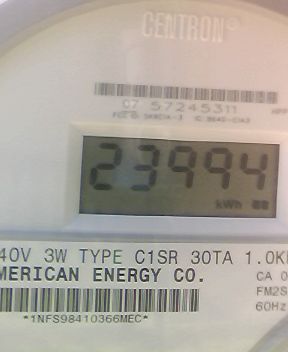 CENTRON®
07 57245311
23994
kWh
40V 3W TYPE C1SR 30TA 1.0K
MERICAN ENERGY CO.
CA 0
FM2S
60Hz
*1NFS98410366MEC*